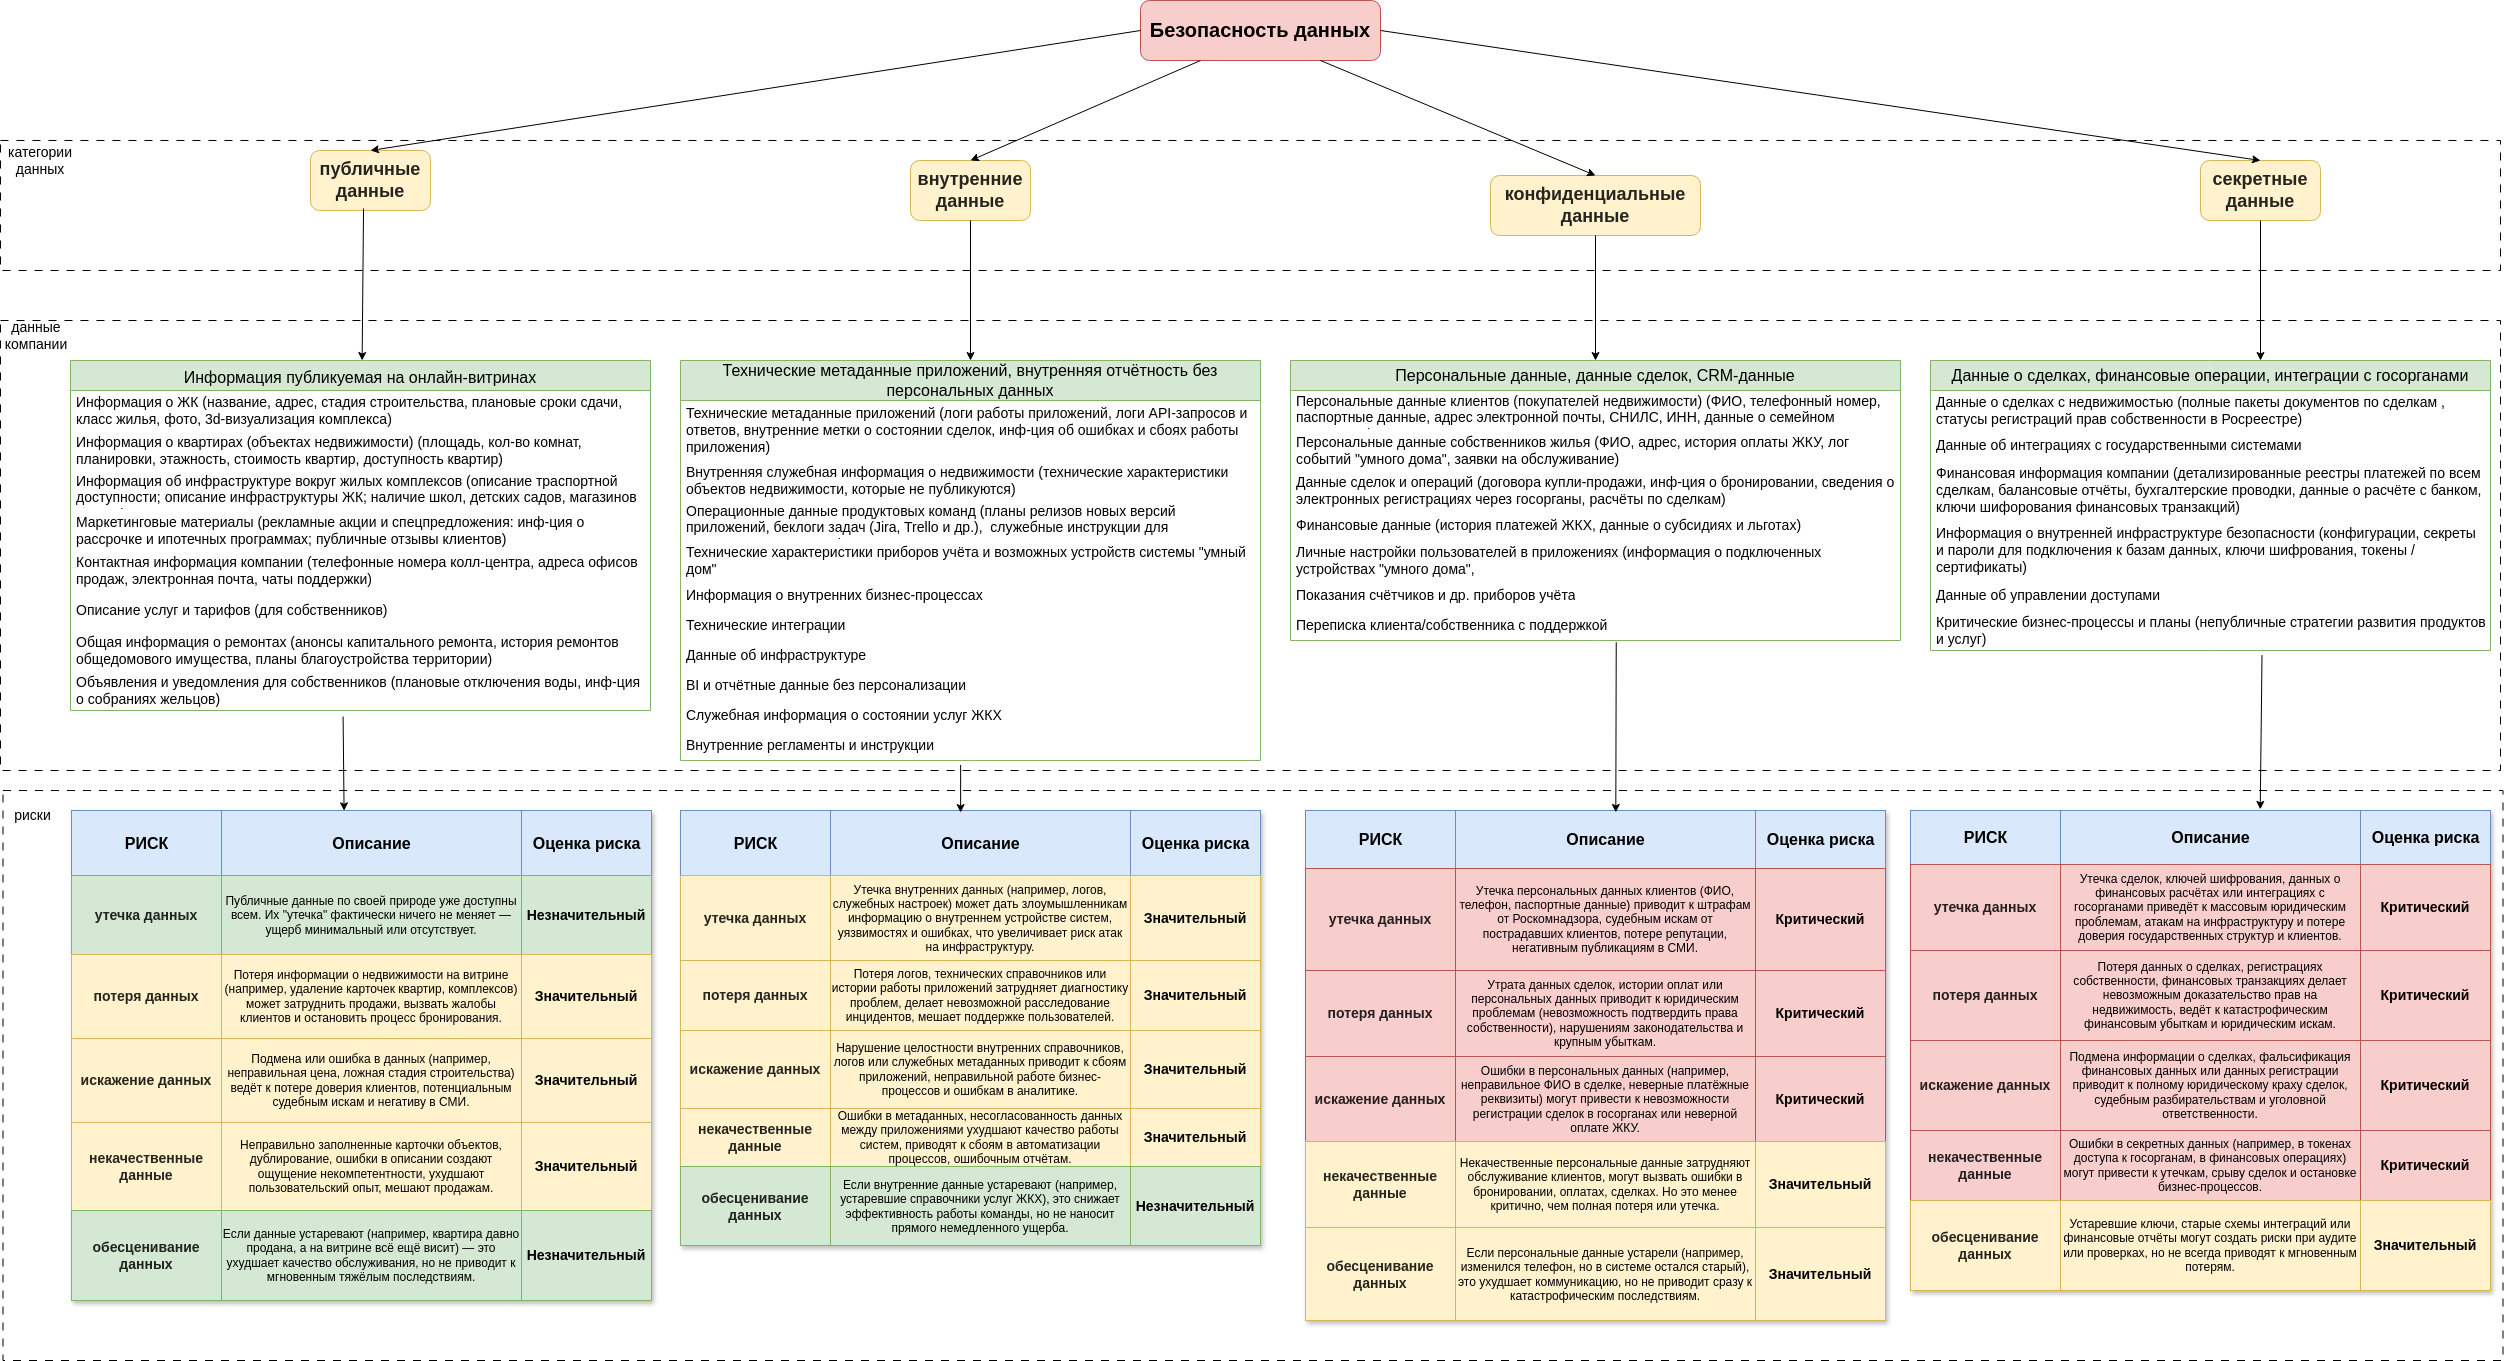 Безопасность данных
категории
данных
публичные
данные
внутренние
данные
конфиденциальные
данные
секретные
данные
данные
компании
Информация публикуемая на онлайн-витринах
Информация о ЖК (название, адрес, стадия строительства, плановые сроки сдачи,
класс жилья, фото, 3d-визуализация комплекса)
Информация о квартирах (объектах недвижимости) (площадь, кол-во комнат,
планировки, этажность, стоимость квартир, доступность квартир)
Информация об инфраструктуре вокруг жилых комплексов (описание траспортной
доступности; описание инфраструктуры ЖК; наличие школ, детских садов, магазинов
Маркетинговые материалы (рекламные акции и спецпредложения: инф-ция о
рассрочке и ипотечных программах; публичные отзывы клиентов)
Контактная информация компании (телефонные номера колл-центра, адреса офисов
продаж, электронная почта, чаты поддержки)
Описание услуг и тарифов (для собственников)
Общая информация о ремонтах (анонсы капитального ремонта, история ремонтов
общедомового имущества, планы благоустройства территории)
Объявления и уведомления для собственников (плановые отключения воды, инф-ция
о собраниях жельцов)
Технические метаданные приложений, внутренняя отчётность без
персональных данных
Технические метаданные приложений (логи работы приложений, логи API-запросов и
ответов, внутренние метки о состоянии сделок, инф-ция об ошибках и сбоях работы
приложения)
Внутренняя служебная информация о недвижимости (технические характеристики
объектов недвижимости, которые не публикуются)
Операционные данные продуктовых команд (планы релизов новых версий
приложений, беклоги задач (Jira, Trello и др.), служебные инструкции для
Технические характеристики приборов учёта и возможных устройств системы "умный
дом"
Информация о внутренних бизнес-процессах
Технические интеграции
Данные об инфраструктуре
BI и отчётные данные без персонализации
Служебная информация о состоянии услуг ЖКХ
Внутренние регламенты и инструкции
Персональные данные, данные сделок, CRM-данные
Персональные данные клиентов (покупателей недвижимости) (ФИО, телефонный номер,
паспортные данные, адрес электронной почты, СНИЛС, ИНН, данные о семейном
Персональные данные собственников жилья (ФИО, адрес, история оплаты ЖКУ, лог
событий "умного дома", заявки на обслуживание)
Данные сделок и операций (договора купли-продажи, инф-ция о бронировании, сведения о
электронных регистрациях через госорганы, расчёты по сделкам)
Финансовые данные (история платежей ЖКХ, данные о субсидиях и льготах)
Личные настройки пользователей в приложениях (информация о подключенных
устройствах "умного дома",
Показания счётчиков и др. приборов учёта
Переписка клиента/собственника с поддержкой
Данные о сделках, финансовые операции, интеграции с госорганами
Данные о сделках с недвижимостью (полные пакеты документов по сделкам ,
статусы регистраций прав собственности в Росреестре)
Данные об интеграциях с государственными системами
Финансовая информация компании (детализированные реестры платежей по всем
сделкам, балансовые отчёты, бухгалтерские проводки, данные о расчёте с банком,
ключи шифорования финансовых транзакций)
Информация о внутренней инфраструктуре безопасности (конфигурации, секреты
и пароли для подключения к базам данных, ключи шифрования, токены /
сертификаты)
Данные об управлении доступами
Критические бизнес-процессы и планы (непубличные стратегии развития продуктов
и услуг)
риски
РИСК
Описание
Оценка риска
утечка данных
Публичные данные по своей природе уже доступны
всем. Их "утечка" фактически ничего не меняет —
ущерб минимальный или отсутствует.
Незначительный
потеря данных
Потеря информации о недвижимости на витрине
(например, удаление карточек квартир, комплексов)
может затруднить продажи, вызвать жалобы
клиентов и остановить процесс бронирования.
Значительный
искажение данных
Подмена или ошибка в данных (например,
неправильная цена, ложная стадия строительства)
ведёт к потере доверия клиентов, потенциальным
судебным искам и негативу в СМИ.
Значительный
некачественные
данные
Неправильно заполненные карточки объектов,
дублирование, ошибки в описании создают
ощущение некомпетентности, ухудшают
пользовательский опыт, мешают продажам.
Значительный
обесценивание
данных
Если данные устаревают (например, квартира давно
продана, а на витрине всё ещё висит) — это
ухудшает качество обслуживания, но не приводит к
мгновенным тяжёлым последствиям.
Незначительный
РИСК
Описание
Оценка риска
утечка данных
Утечка внутренних данных (например, логов,
служебных настроек) может дать злоумышленникам
информацию о внутреннем устройстве систем,
уязвимостях и ошибках, что увеличивает риск атак
на инфраструктуру.
Значительный
потеря данных
Потеря логов, технических справочников или
истории работы приложений затрудняет диагностику
проблем, делает невозможной расследование
инцидентов, мешает поддержке пользователей.
Значительный
искажение данных
Нарушение целостности внутренних справочников,
логов или служебных метаданных приводит к сбоям
приложений, неправильной работе бизнес-
процессов и ошибкам в аналитике.
Значительный
некачественные
данные
Ошибки в метаданных, несогласованность данных
между приложениями ухудшают качество работы
систем, приводят к сбоям в автоматизации
процессов, ошибочным отчётам.
Значительный
обесценивание
данных
Если внутренние данные устаревают (например,
устаревшие справочники услуг ЖКХ), это снижает
эффективность работы команды, но не наносит
прямого немедленного ущерба.
Незначительный
РИСК
Описание
Оценка риска
утечка данных
Утечка персональных данных клиентов (ФИО,
телефон, паспортные данные) приводит к штрафам
от Роскомнадзора, судебным искам от
пострадавших клиентов, потере репутации,
негативным публикациям в СМИ.
Критический
потеря данных
Утрата данных сделок, истории оплат или
персональных данных приводит к юридическим
проблемам (невозможность подтвердить права
собственности), нарушениям законодательства и
крупным убыткам.
Критический
искажение данных
Ошибки в персональных данных (например,
неправильное ФИО в сделке, неверные платёжные
реквизиты) могут привести к невозможности
регистрации сделок в госорганах или неверной
оплате ЖКУ.
Критический
некачественные
данные
Некачественные персональные данные затрудняют
обслуживание клиентов, могут вызвать ошибки в
бронировании, оплатах, сделках. Но это менее
критично, чем полная потеря или утечка.
Значительный
обесценивание
данных
Если персональные данные устарели (например,
изменился телефон, но в системе остался старый),
это ухудшает коммуникацию, но не приводит сразу к
катастрофическим последствиям.
Значительный
РИСК
Описание
Оценка риска
утечка данных
Утечка сделок, ключей шифрования, данных о
финансовых расчётах или интеграциях с
госорганами приведёт к массовым юридическим
проблемам, атакам на инфраструктуру и потере
доверия государственных структур и клиентов.
Критический
потеря данных
Потеря данных о сделках, регистрациях
собственности, финансовых транзакциях делает
невозможным доказательство прав на
недвижимость, ведёт к катастрофическим
финансовым убыткам и юридическим искам.
Критический
искажение данных
Подмена информации о сделках, фальсификация
финансовых данных или данных регистрации
приводит к полному юридическому краху сделок,
судебным разбирательствам и уголовной
ответственности.
Критический
некачественные
данные
Ошибки в секретных данных (например, в токенах
доступа к госорганам, в финансовых операциях)
могут привести к утечкам, срыву сделок и остановке
бизнес-процессов.
Критический
обесценивание
данных
Устаревшие ключи, старые схемы интеграций или
финансовые отчёты могут создать риски при аудите
или проверках, но не всегда приводят к мгновенным
потерям.
Значительный